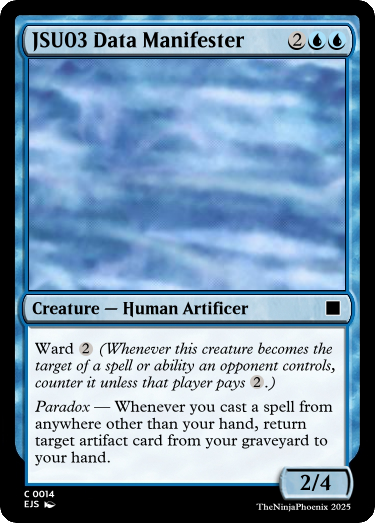 JSU03 Data Manifester 2
Creature — Human Artificer
Ward 2 (Whenever this creature becomes the
target of a spell or ability an opponent controls,
counter it unless that player pays 2.)
Paradox — Whenever you cast a spell from
anywhere other than your hand, return
target artifact card from your graveyard to
your hand.
2/4
C 0014
EJS
TheNinjaPhoenix 2025